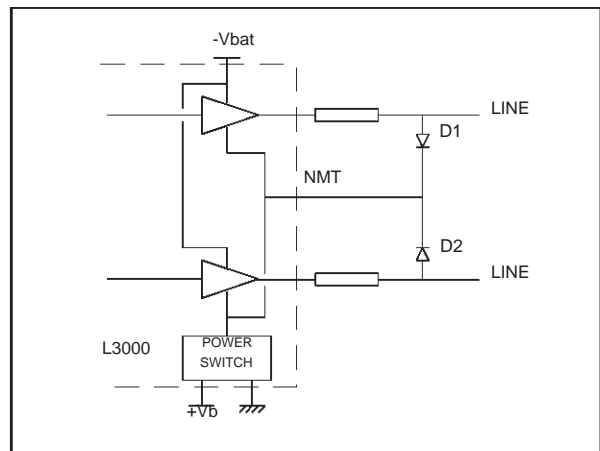 -Vbat
LINE
D1
NMT
D2
LINE
L3000
POWER
SWITCH
+Vb